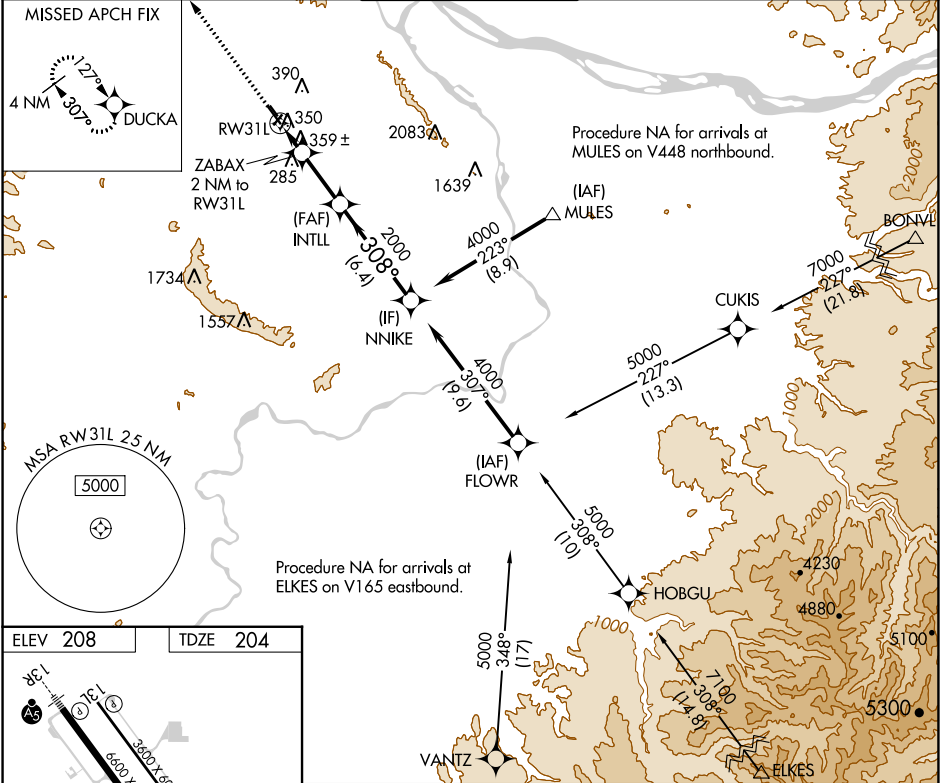 MISSED APCH FIX
4 NM
127°
307°
DUCKA
390
350
RW31L
359 ±
ZABAX
2 NM to
RW31L
285
2083
1639
Procedure NA for arrivals at
MULES on V448 northbound.
(IAF)
MULES
(FAF)
INTLL
2000
308°
(6.4)
4000
223°
(8.9)
2000
BONVL
7000
227°
(21.8)
1734
1557
(IF)
NNIKE
CUKIS
5000
227°
(13.3)
4000
307°
(9.6)
1000
MSA RW31L 25 NM
5000
(IAF)
FLOWR
2000
5000
308°
(10)
Procedure NA for arrivals at
ELKES on V165 eastbound.
4230
HOBGU
4880
1000
5100
5000
348°
(17)
7100
308°
(14.8)
5300
VANTZ
ELKES
ELEV 208
TDZE 204
13R
13L
A5
P
P
6600 X
3600 X